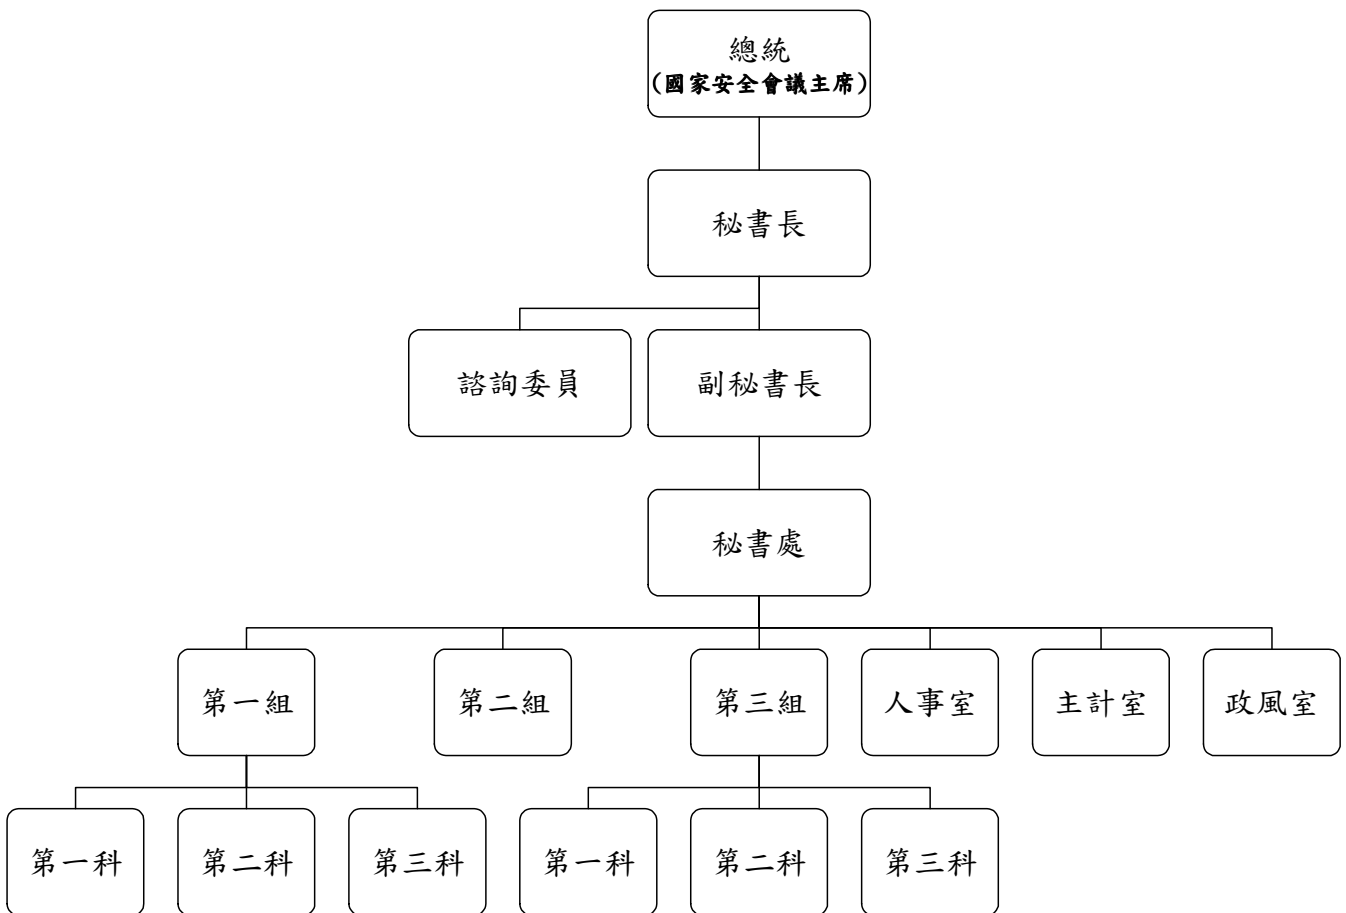 總統
(國家安全會議主席)
秘書長
諮詢委員
副秘書長
秘書處
第一組
第二組
第三組
人事室
主計室
政風室
第一科
第二科
第三科
第一科
第二科
第三科